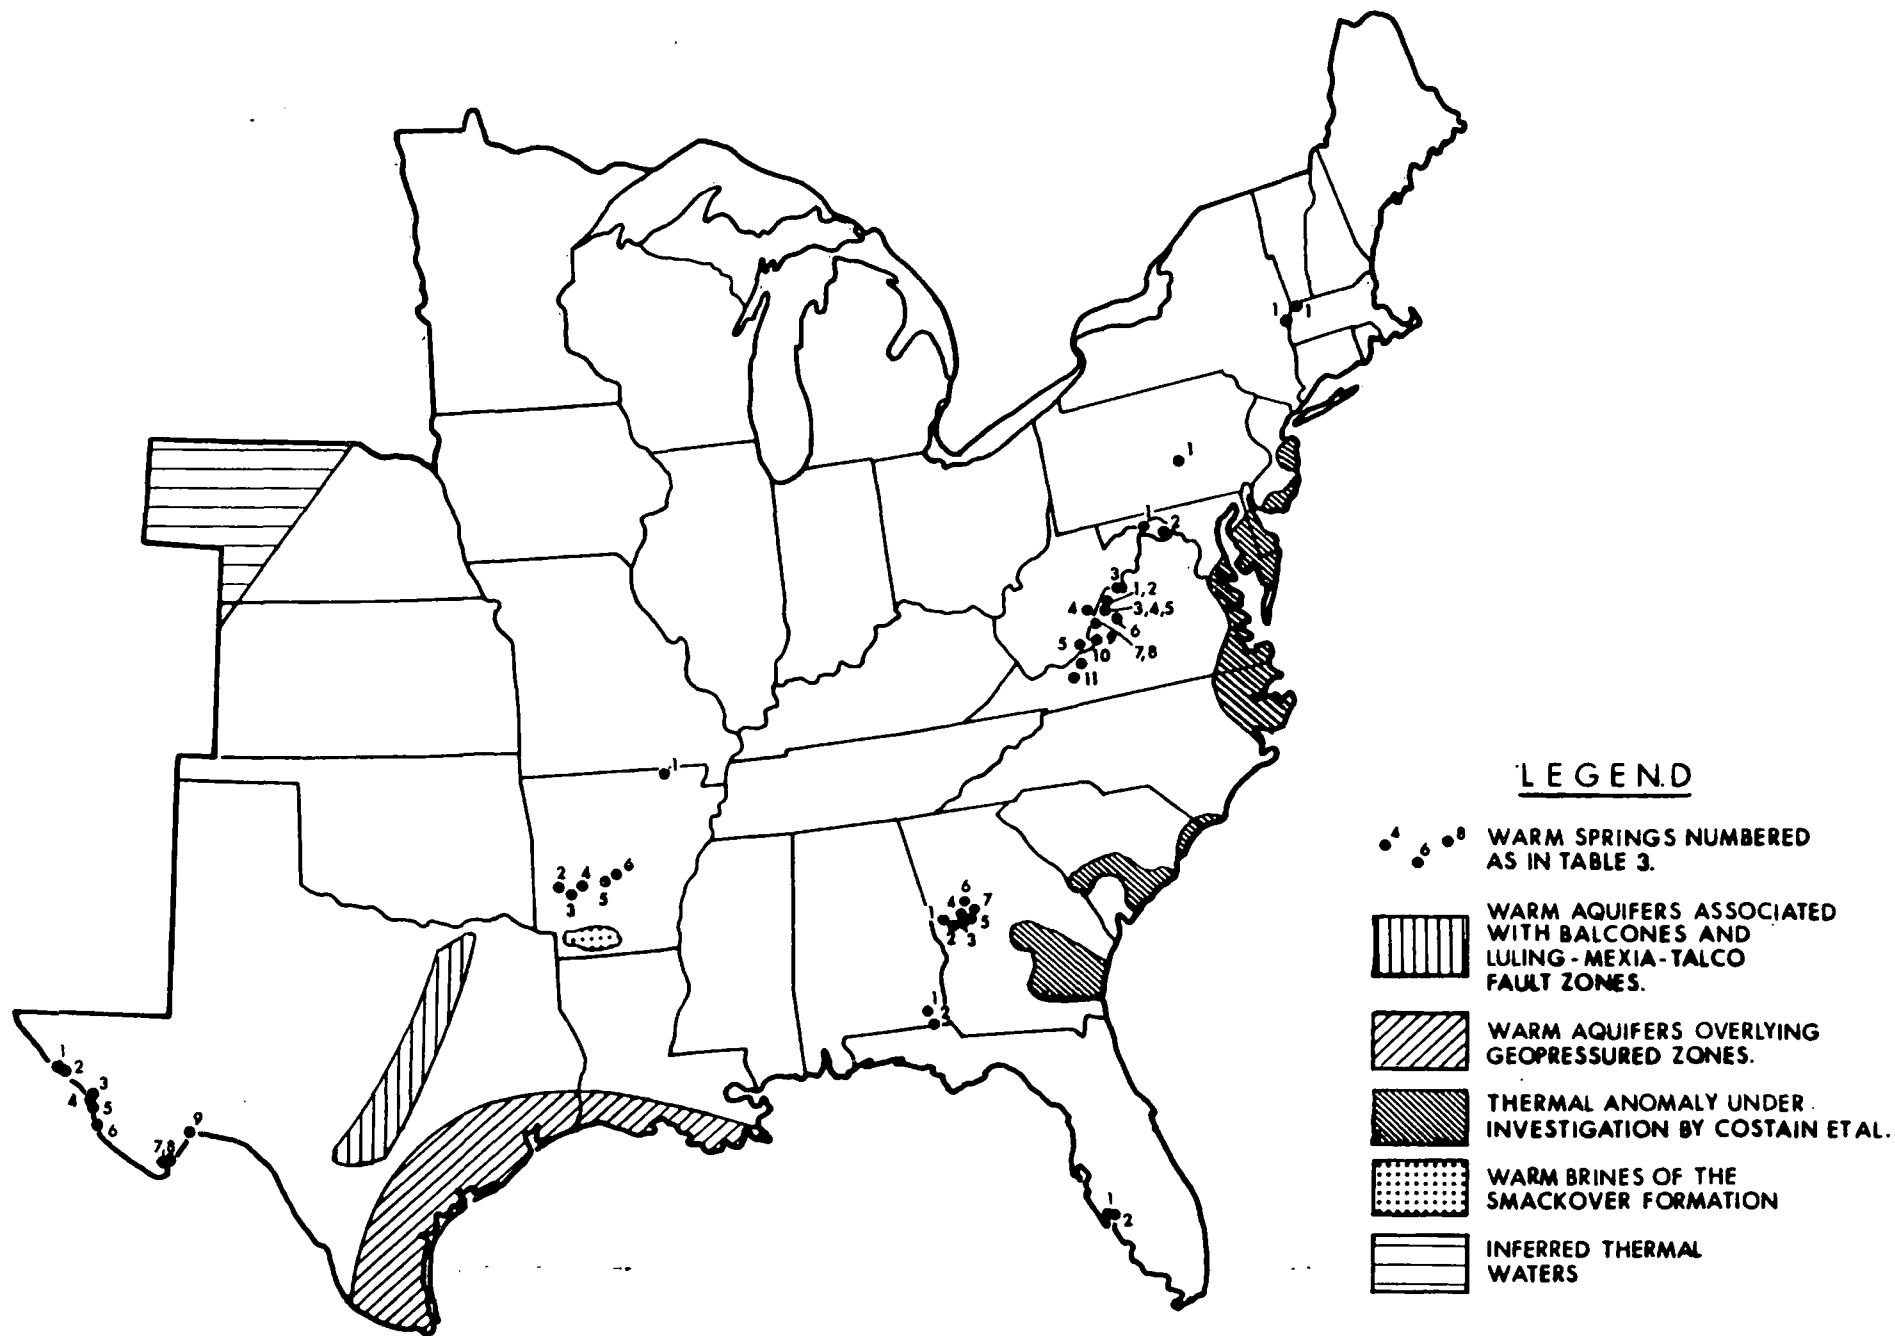 1 1
1
1
2
3
1,2
4 3,4,5
6
5 9 7,8
10
11
1
2 4 6
3 5
6
4 7
1 5
2 3
1
2
1
2
3
4 5
6
7,8 9
1
2
LEGEND
4 6 8 WARM SPRINGS NUMBERED
AS IN TABLE 3.
WARM AQUIFERS ASSOCIATED
WITH BALCONES AND
LULING-MEXIA-TALCO
FAULT ZONES.
WARM AQUIFERS OVERLYING
GEOPRESSURED ZONES.
THERMAL ANOMALY UNDER
INVESTIGATION BY COSTAIN ET AL.
WARM BRINES OF THE
SMACKOVER FORMATION
INFERRED THERMAL
WATERS